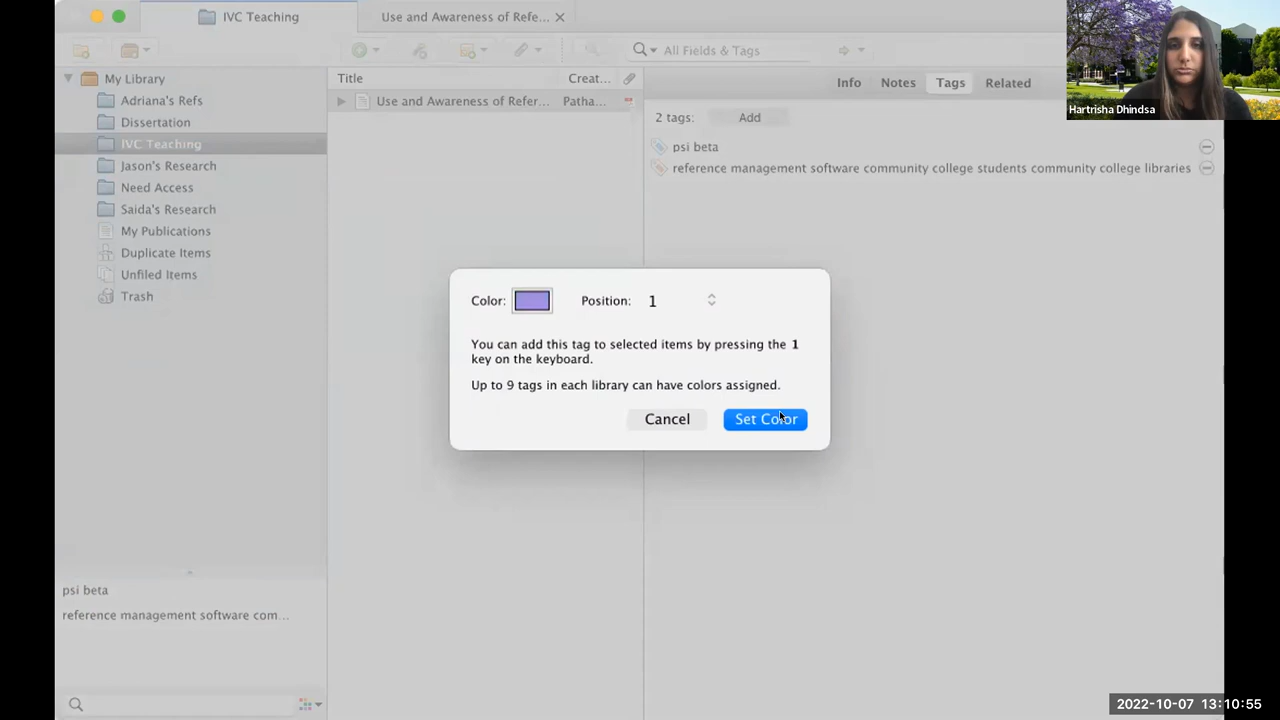 IVC Teaching
Use and Awareness of Refe...
All Fields & Tags
My Library
Adriana's Refs
Dissertation
IVC Teaching
Jason's Research
Need Access
Saida's Research
My Publications
Duplicate Items
Unfiled Items
Trash
Title
Creat...
Use and Awareness of Refer...
Patha...
Info
Notes
Tags
Related
2 tags:
Add
psi beta
reference management software community college students community college libraries
Hartrisha Dhindsa
Color:
Position:
1
You can add this tag to selected items by pressing the 1
key on the keyboard.
Up to 9 tags in each library can have colors assigned.
Cancel
Set Color
psi beta
reference management software com...
2022-10-07 13:10:55